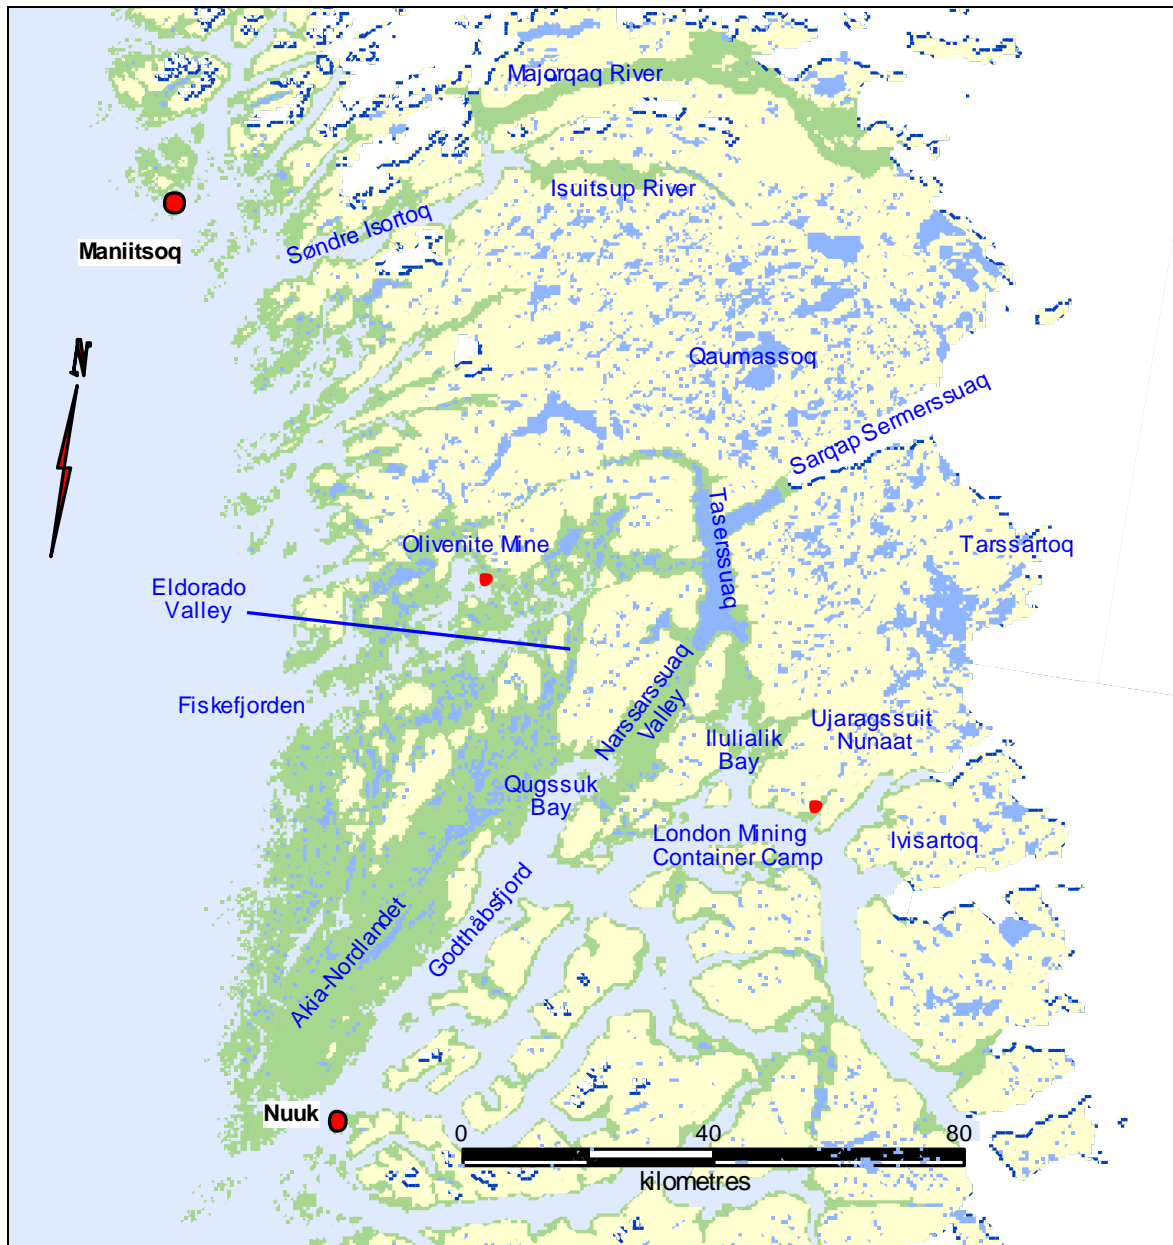 Majorqaq River
Isuitsup River
Søndre Isortoq
Maniitsoq
N
Qaumassoq
Sarqap Sermerssuaq
Taserssuaq
Olivenite Mine
Tarssartoq
Eldorado
Valley
Fiskefjorden
Narssarssuaq
Valley
Ilulialik
Bay
Ujaragssuit
Nunaat
Qugssuk
Bay
London Mining
Container Camp
Ivisartoq
Godthåbsfjord
Akia-Nordlandet
Nuuk
0 40 80
kilometres